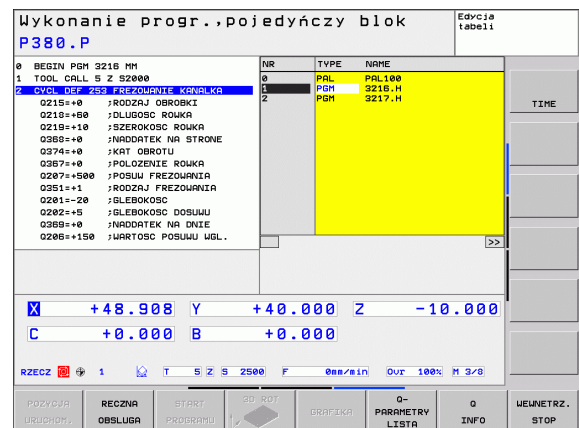 Wykonanie progr.,pojedyńczy blok
Edycja
tabeli
P380.P
0 BEGIN PGM 3216 MM
1 TOOL CALL 5 Z S2000
2 CYCL DEF 253 FREZOWANIE KANALKA
Q215=+0 ;RODZAJ OBROBKI
Q218=+60 ;DLUGOSC ROWKA
Q219=+10 ;SZEROKOSC ROWKA
Q368=+0 ;NADDATEK NA STRONE
Q374=+0 ;KAT OBROTU
Q367=+0 ;POLOZENIE ROWKA
Q207=+500 ;POSUW FREZOWANIA
Q351=+1 ;RODZAJ FREZOWANIA
Q201=-20 ;GLEBOKOSC
Q202=+5 ;GLEBOKOSC DOSUWU
Q369=+0 ;NADDATEK NA DNIE
Q206=+150 ;WARTOSC POSUWU WGL.
NR TYPE NAME
0 PAL PAL100
1 PGM 3216.H
2 PGM 3217.H
>>
TIME
X +48.908 Y +40.000 Z -10.000
C +0.000 B +0.000
RZECZ 1 T 5 Z S 2500 F 0mm/min Ovr 100% M 3/8
POZYCJA
URUCHOM.
RECZNA
OBSLUGA
START
PROGRAMU
3D ROT
GRAFIKA
Q-
PARAMETRY
LISTA
Q
INFO
WEWNETRZ.
STOP